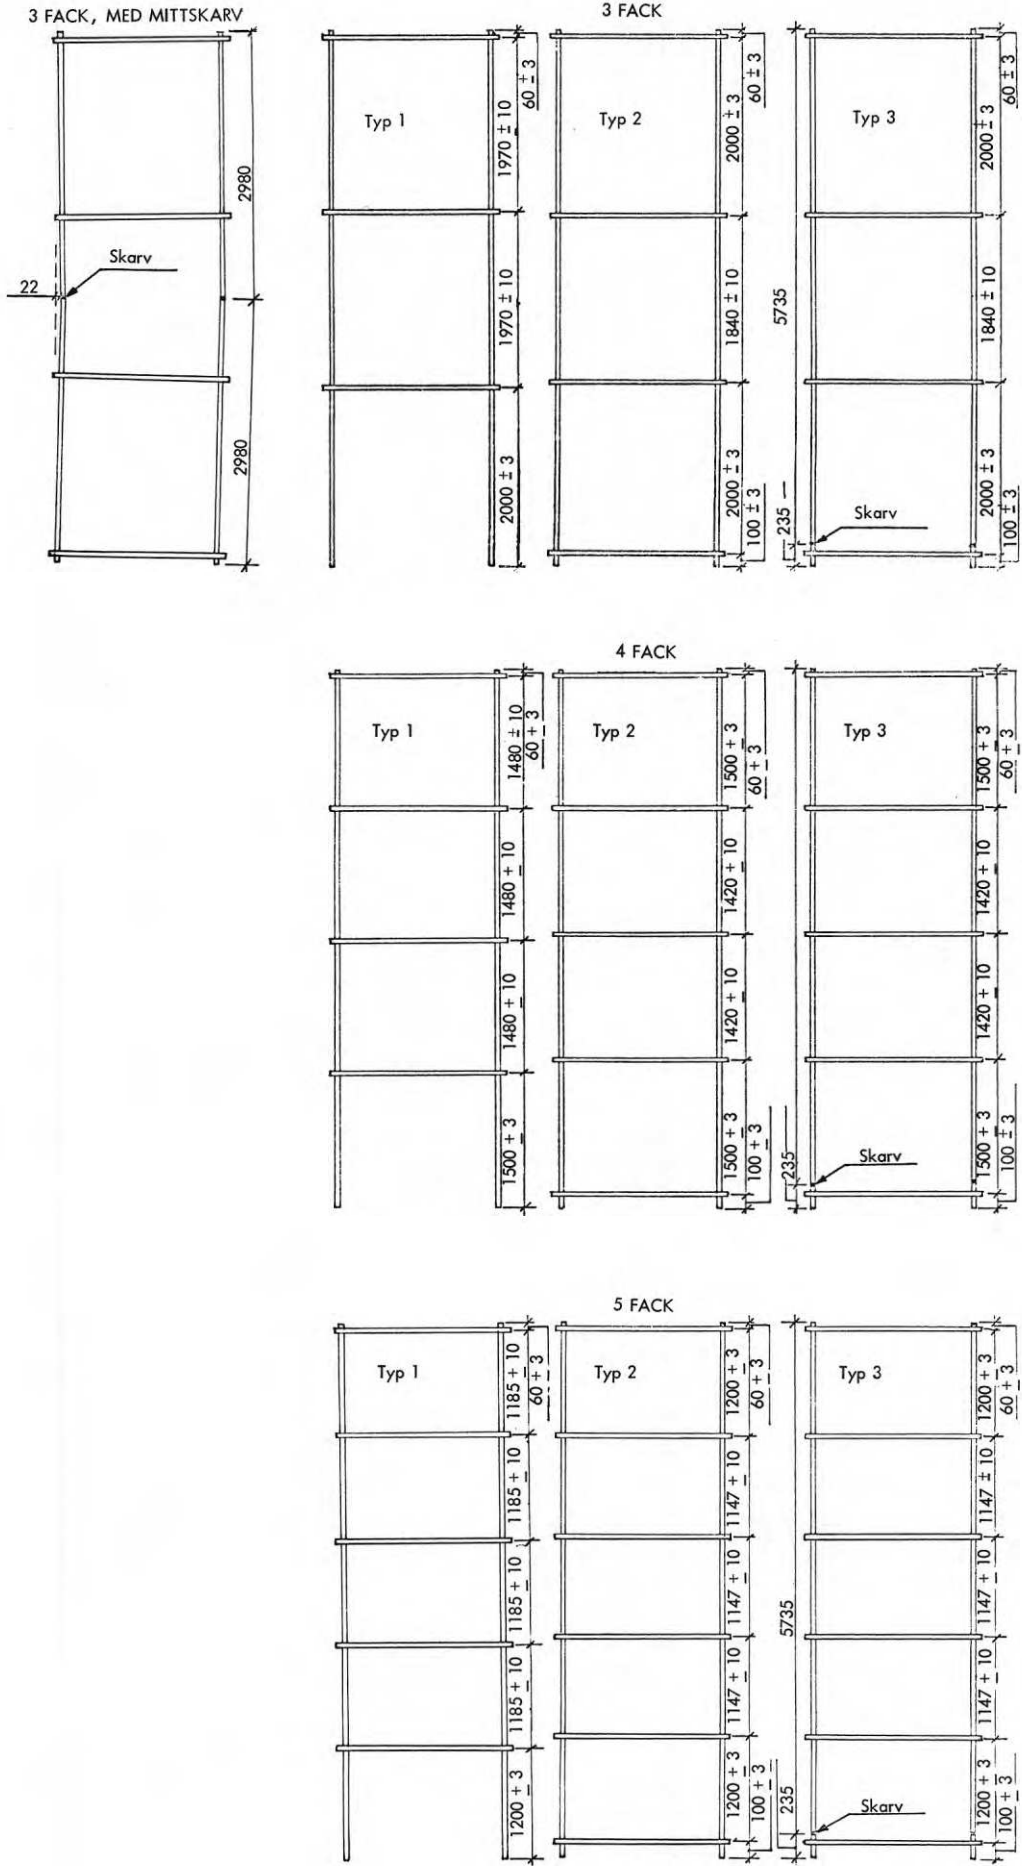 3 FACK, MED MITTSKARV
2980
Skarv
22
2980
3 FACK
Typ 1
60 ± 3
1970 ± 10
1970 ± 10
2000 ± 3
Typ 2
60 ± 3
2000 ± 3
1840 ± 10
2000 ± 3
100 ± 3
Typ 3
60 ± 3
2000 ± 3
5735
1840 ± 10
2000 ± 3
100 ± 3
235
Skarv
4 FACK
Typ 1
1480 ± 10
60 ± 3
1480 ± 10
1480 ± 10
1500 ± 3
Typ 2
1500 ± 3
60 ± 3
1420 ± 10
1420 ± 10
1500 ± 3
100 ± 3
Typ 3
1500 ± 3
60 ± 3
1420 ± 10
1420 ± 10
1500 ± 3
100 ± 3
235
Skarv
5 FACK
Typ 1
1185 ± 10
60 ± 3
1185 ± 10
1185 ± 10
1185 ± 10
1200 ± 3
Typ 2
1200 ± 3
60 ± 3
1147 ± 10
1147 ± 10
1147 ± 10
1200 ± 3
100 ± 3
Typ 3
1200 ± 3
60 ± 3
1147 ± 10
5735
1147 ± 10
1147 ± 10
1200 ± 3
100 ± 3
235
Skarv